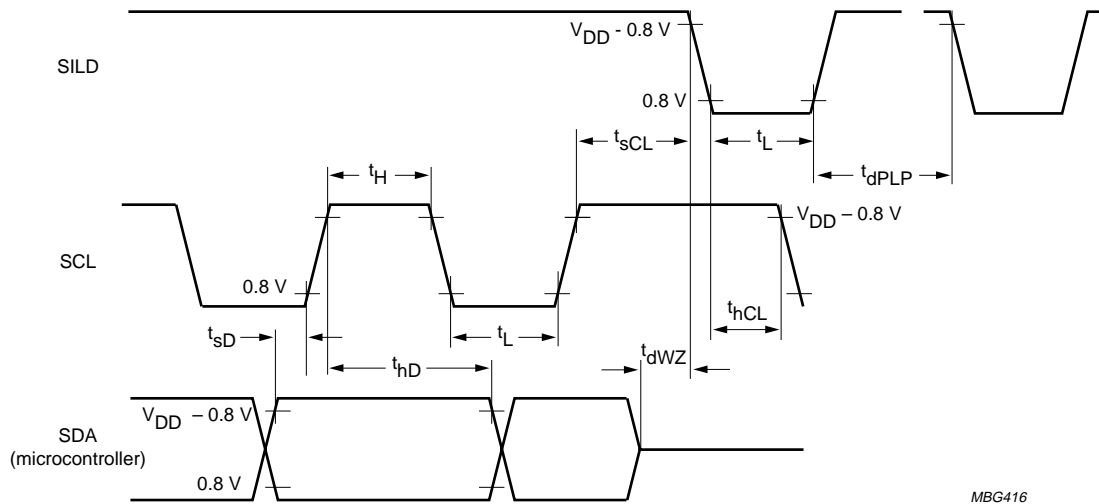 V_DD - 0.8 V
SILD
0.8 V
t_sCL
t_L
t_H
t_dPLP
V_DD – 0.8 V
SCL
0.8 V
t_hCL
t_sD
t_L
t_dWZ
t_hD
V_DD – 0.8 V
SDA
(microcontroller)
0.8 V
MBG416